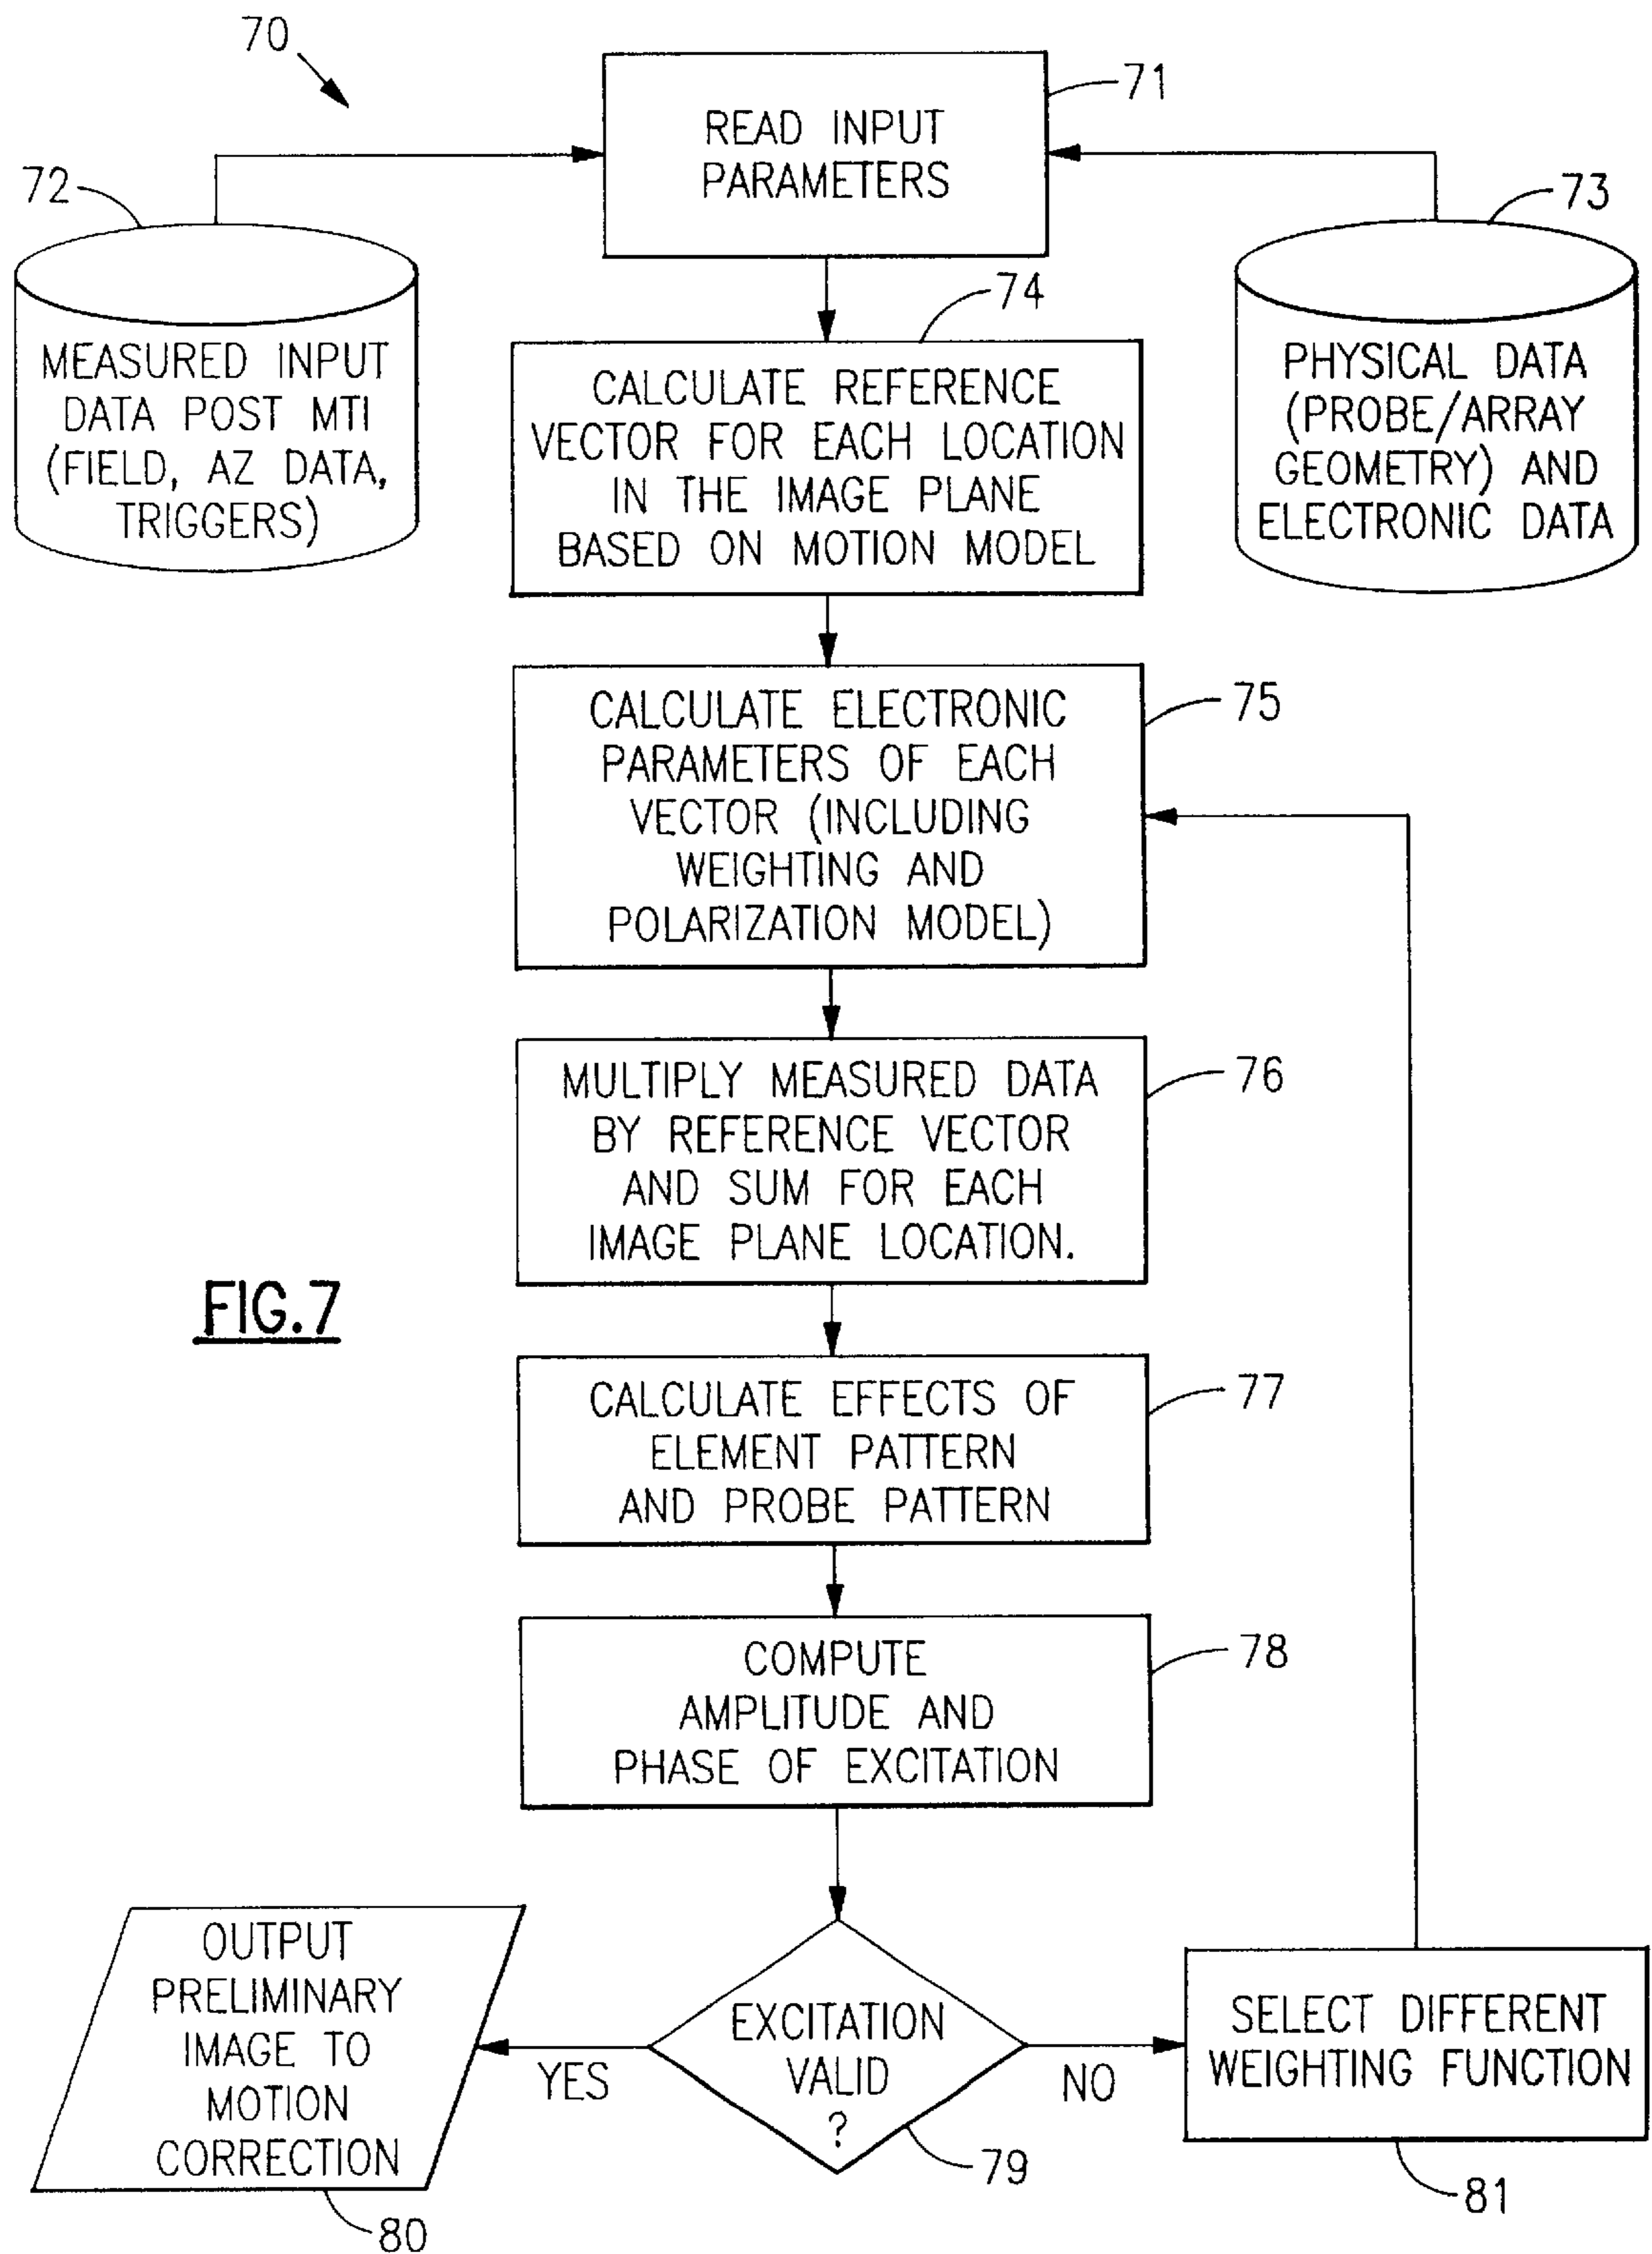 70
71
READ INPUT
PARAMETERS
72
73
MEASURED INPUT
DATA POST MTI
(FIELD, AZ DATA,
TRIGGERS)
PHYSICAL DATA
(PROBE/ARRAY
GEOMETRY) AND
ELECTRONIC DATA
74
CALCULATE REFERENCE
VECTOR FOR EACH LOCATION
IN THE IMAGE PLANE
BASED ON MOTION MODEL
75
CALCULATE ELECTRONIC
PARAMETERS OF EACH
VECTOR (INCLUDING
WEIGHTING AND
POLARIZATION MODEL)
76
MULTIPLY MEASURED DATA
BY REFERENCE VECTOR
AND SUM FOR EACH
IMAGE PLANE LOCATION.
FIG.7
77
CALCULATE EFFECTS OF
ELEMENT PATTERN
AND PROBE PATTERN
78
COMPUTE
AMPLITUDE AND
PHASE OF EXCITATION
OUTPUT
PRELIMINARY
IMAGE TO
MOTION
CORRECTION
80
YES
EXCITATION
VALID
?
79
NO
SELECT DIFFERENT
WEIGHTING FUNCTION
81